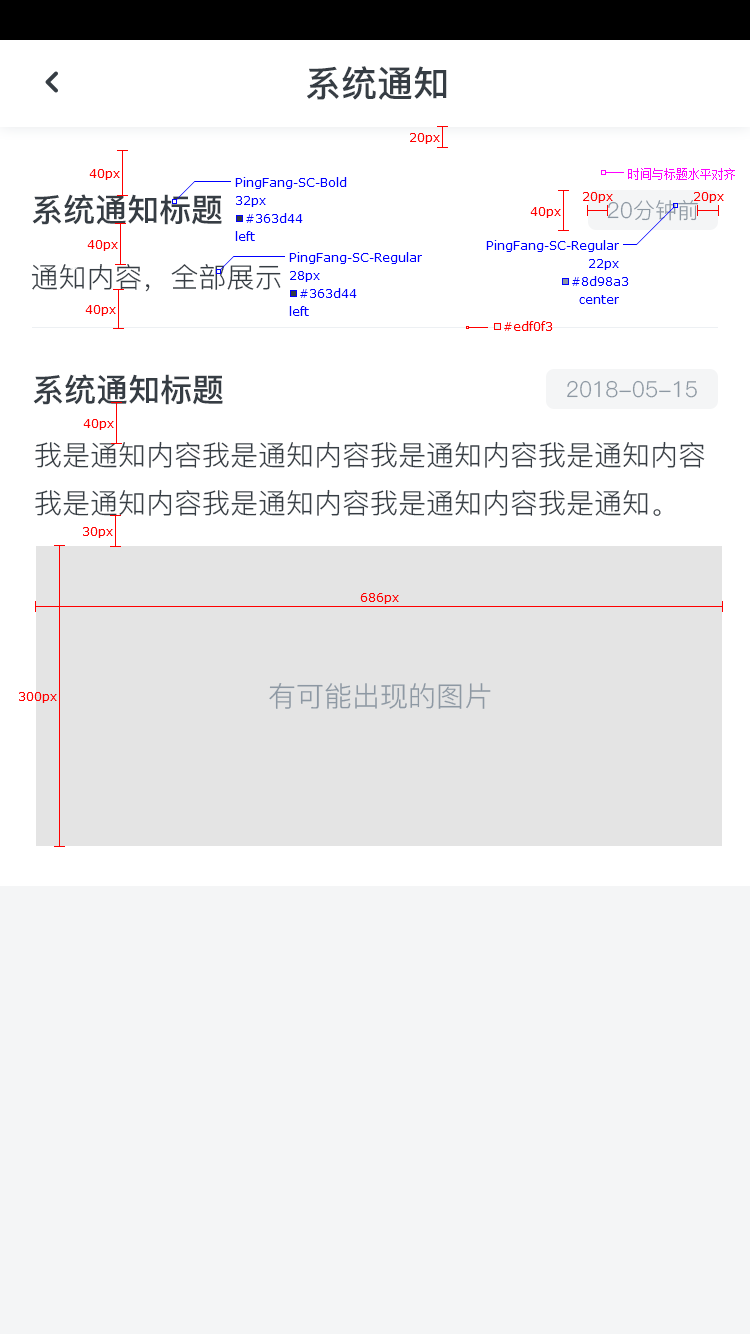 系统通知
20px
40px
PingFang-SC-Bold
32px
#363d44
left
时间与标题水平对齐
系统通知标题
40px
20px
20分钟前
20px
40px
PingFang-SC-Regular
28px
#363d44
left
PingFang-SC-Regular
22px
#8d98a3
center
通知内容，全部展示
40px
#edf0f3
系统通知标题
2018-05-15
40px
我是通知内容我是通知内容我是通知内容我是通知内容
我是通知内容我是通知内容我是通知内容我是通知。
30px
686px
300px
有可能出现的图片